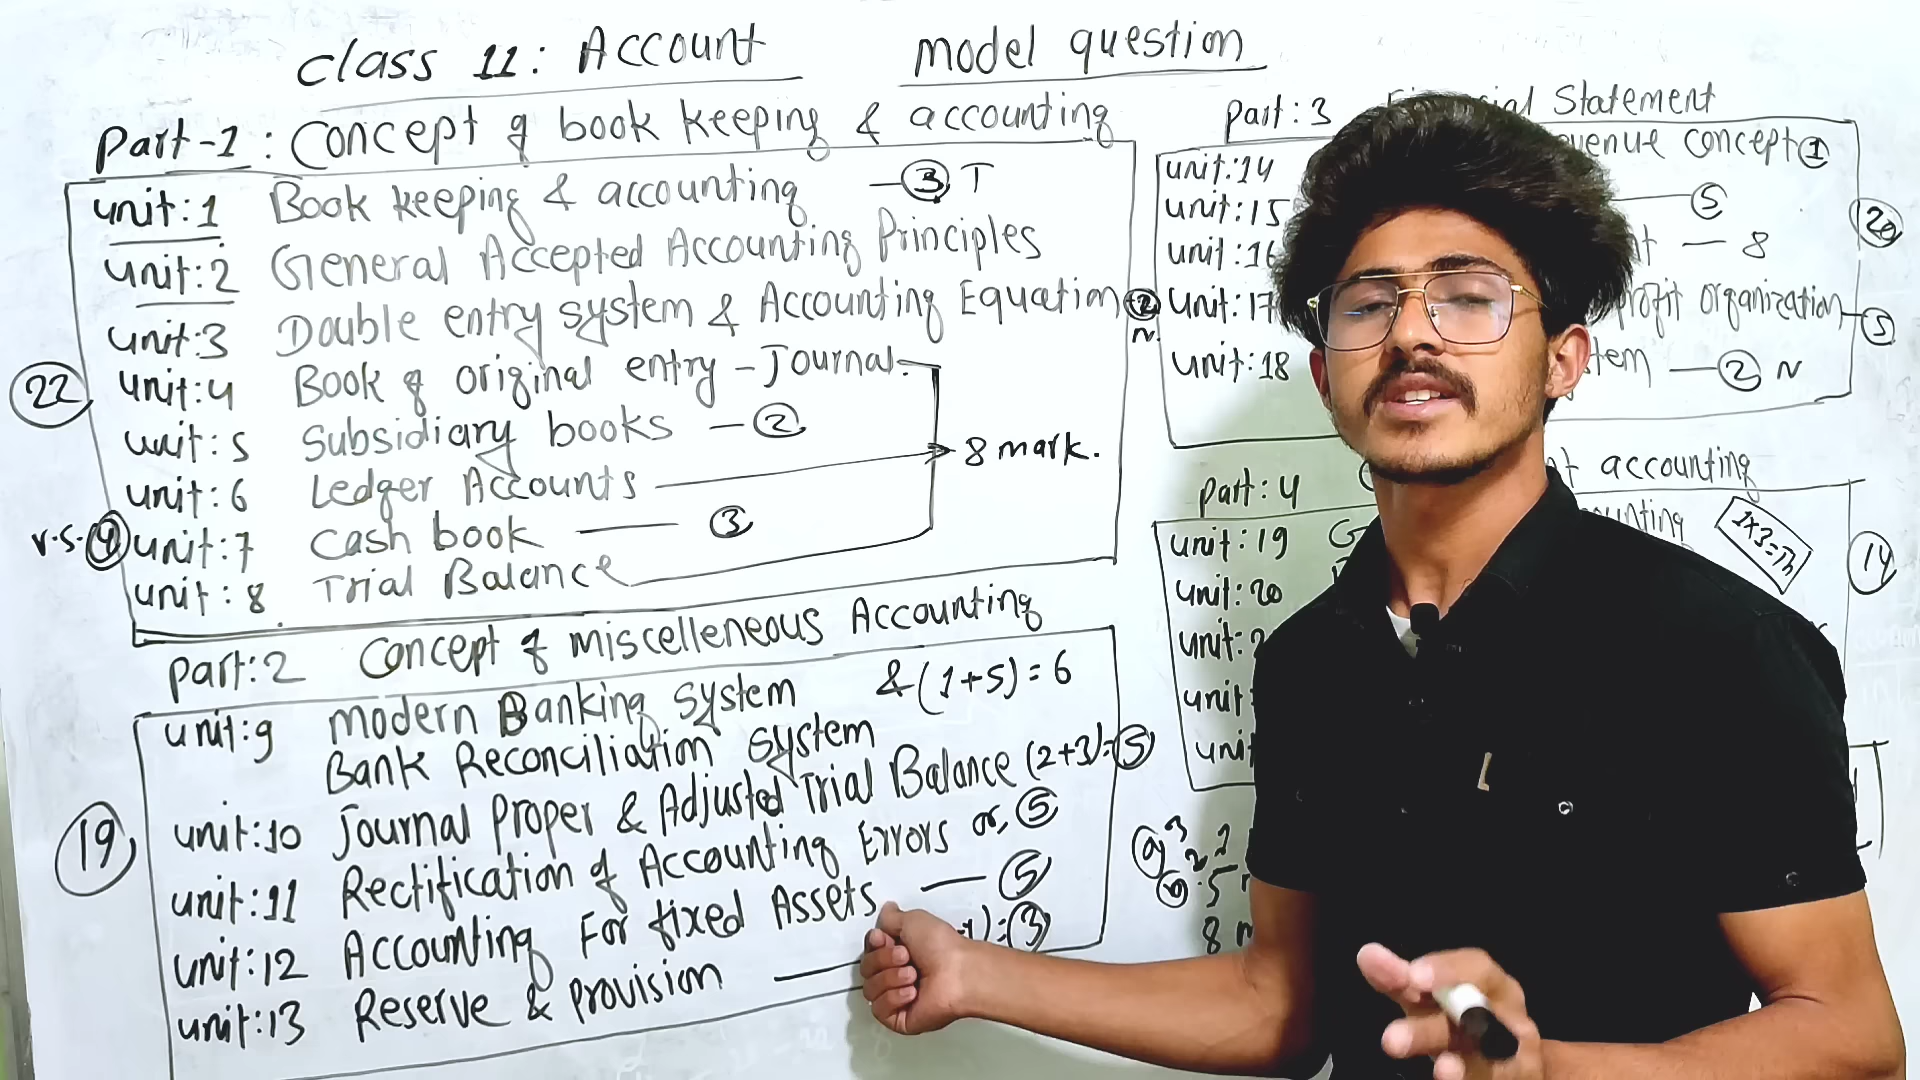 class 11: Account model question
Part-1: Concept of book keeping & accounting
unit:1 Book keeping & accounting — 3 T
unit:2 General Accepted Accounting Principles
unit:3 Double entry system & Accounting Equation 2 N.
22
unit:4 Book of original entry - Journal
unit:5 Subsidiary books — 2
unit:6 Ledger Accounts
8 mark.
v.s.
unit:7 Cash book — 3
unit:8 Trial Balance
Part:2 Concept of miscelleneous Accounting
19
unit:9 modern Banking system & (1+5)=6
Bank Reconciliation system
unit:10 Journal proper & Adjusted Trial Balance (2+3)=5
unit:11 Rectification of Accounting Errors or, 5
unit:12 Accounting For fixed Assets — 5
unit:13 Reserve & provision — 3
Part:3 Statement
unit:14 concept 1
unit:15 — 5
unit:16 — 8
unit:17 profit organization — 5
unit:18 — 2 N
Part:4 accounting
unit:19
1x3=Th
14
unit:20
8